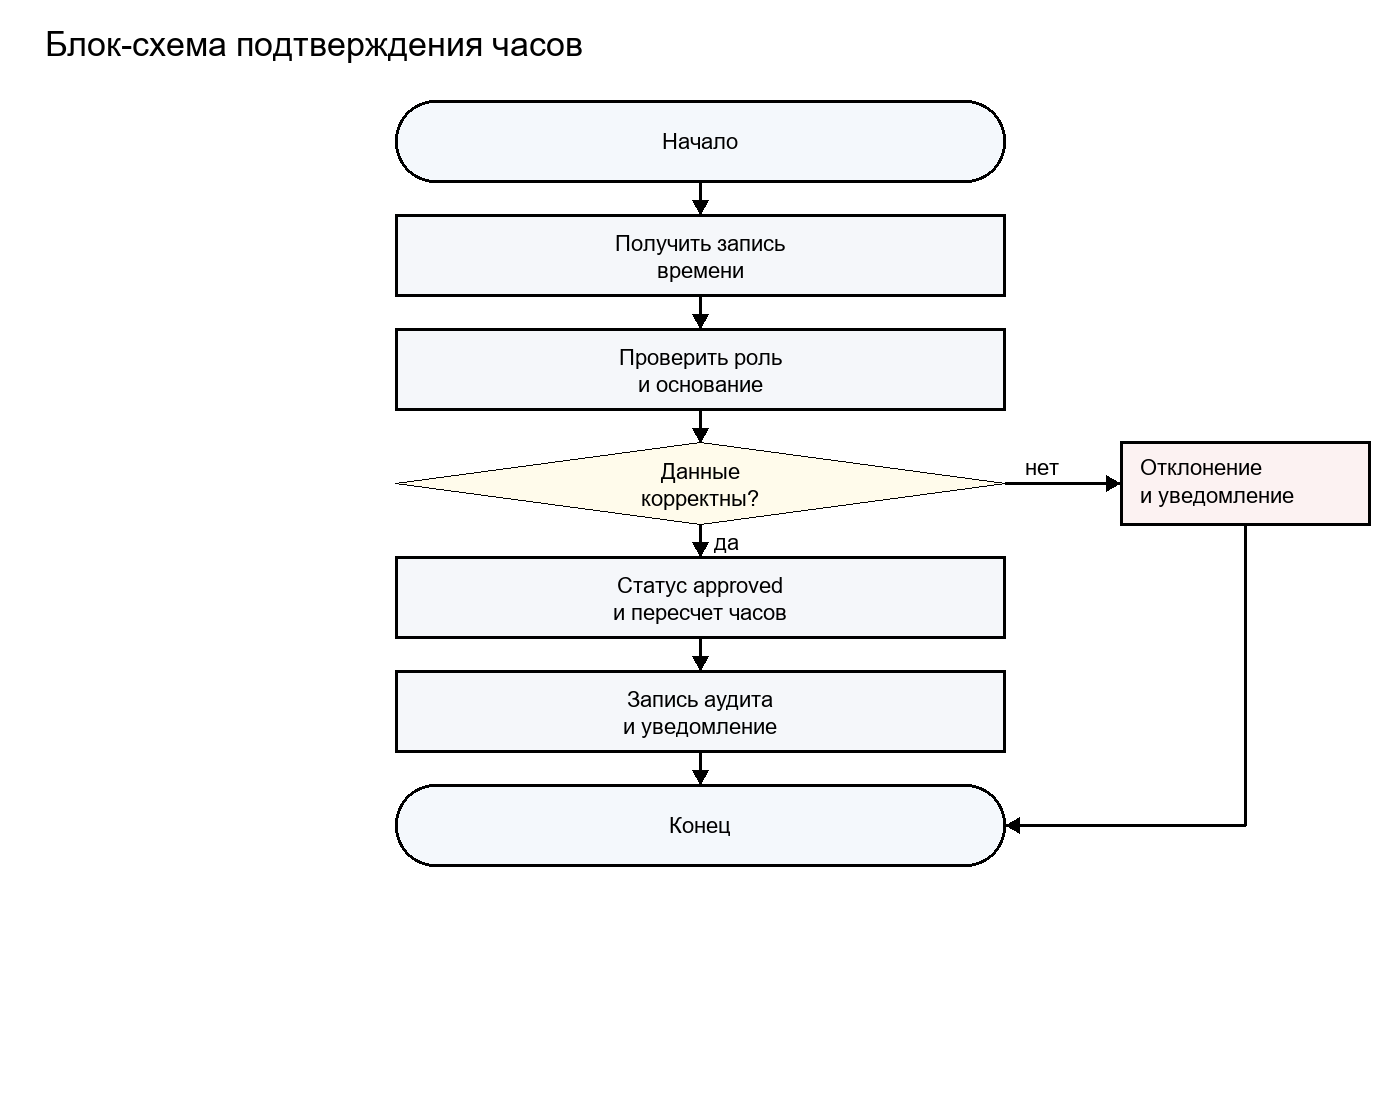 Блок-схема подтверждения часов
Начало
Получить запись
времени
Проверить роль
и основание
Данные
корректны?
нет
Отклонение
и уведомление
да
Статус approved
и пересчет часов
Запись аудита
и уведомление
Конец